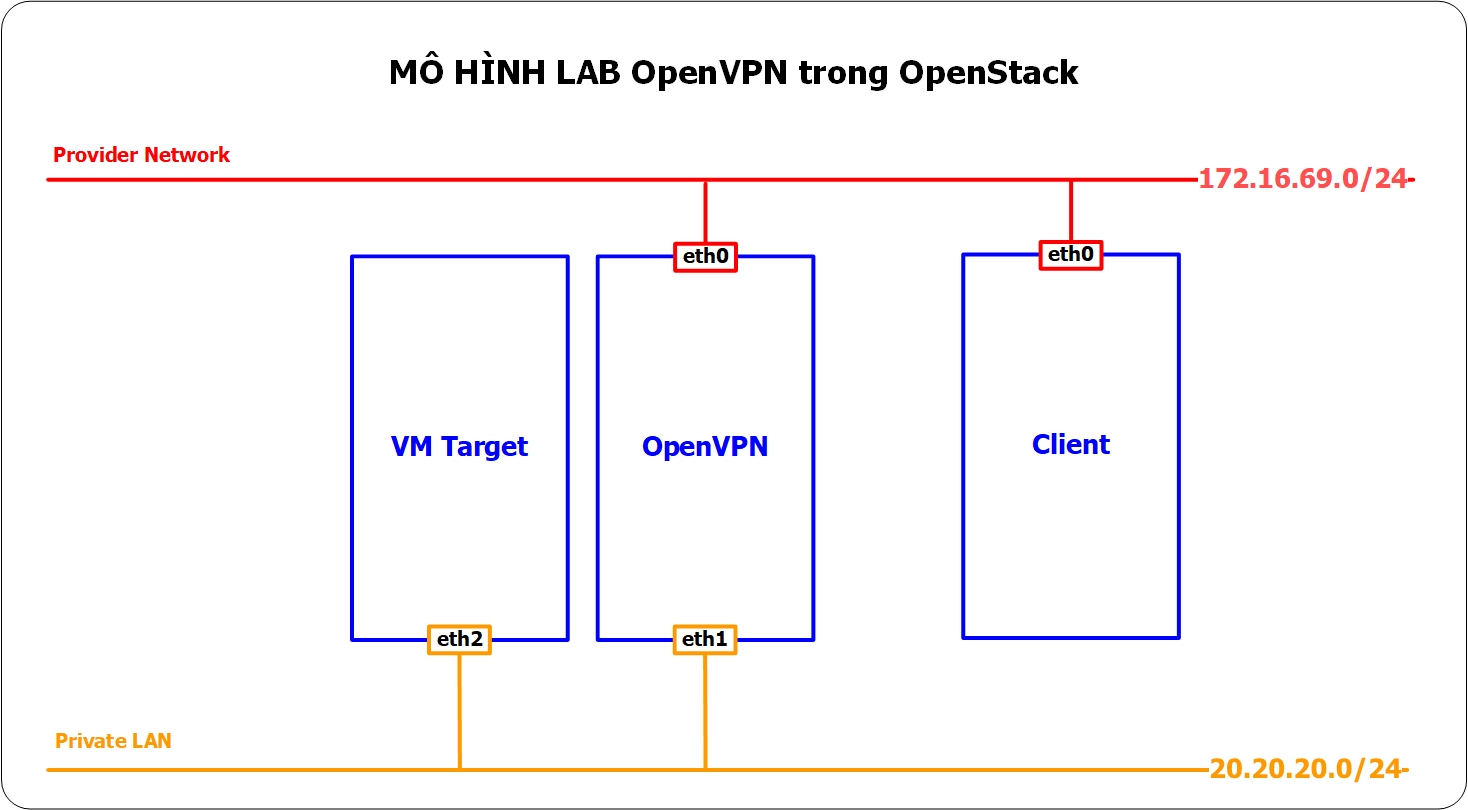 MÔ HÌNH LAB OpenVPN trong OpenStack
Provider Network
172.16.69.0/24
eth0
eth0
VM Target
OpenVPN
Client
eth2
eth1
Private LAN
20.20.20.0/24